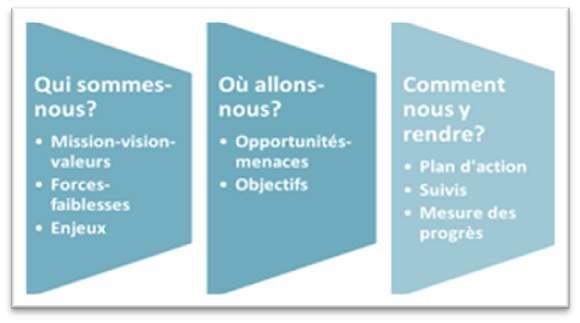 Qui sommes-
nous?
• Mission-vision-
valeurs
• Forces-
faiblesses
• Enjeux
Où allons-
nous?
• Opportunités-
menaces
• Objectifs
Comment
nous y
rendre?
• Plan d'action
• Suivis
• Mesure des
progrès